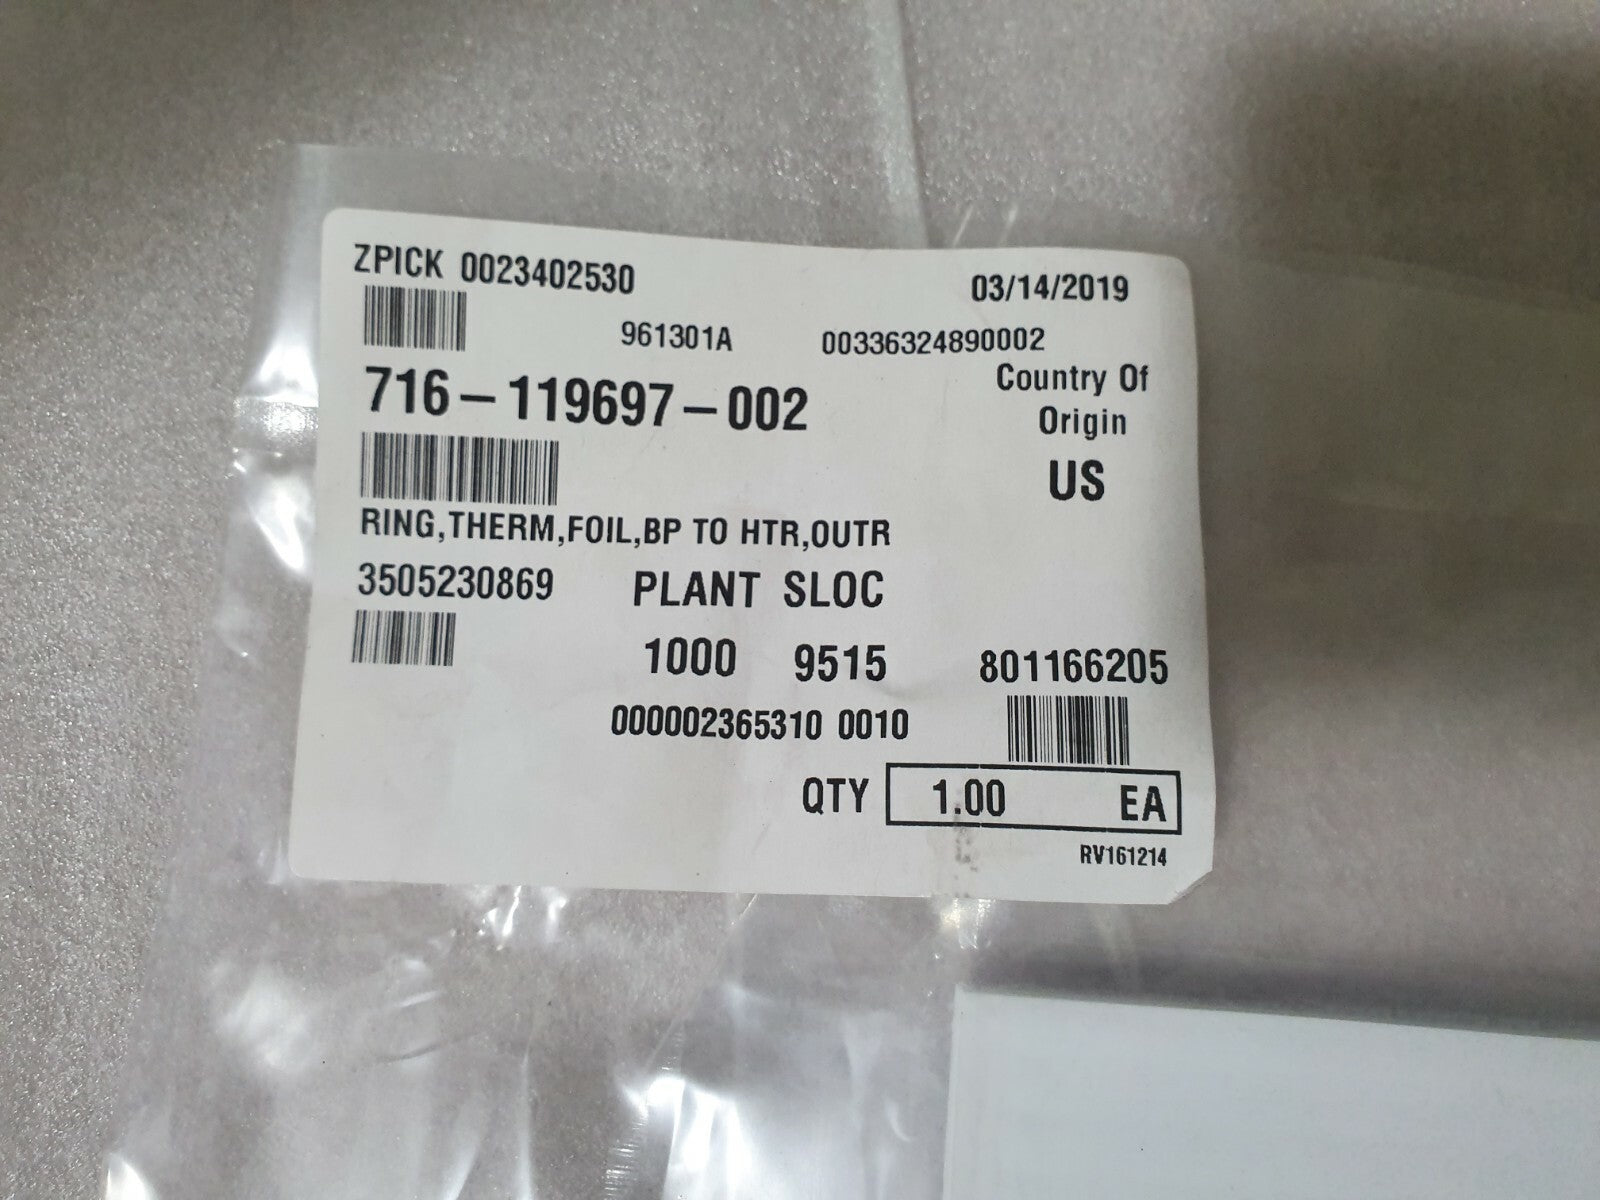 ZPICK 0023402530
03/14/2019
961301A 00336324890002
716-119697-002
Country Of
Origin
US
RING,THERM,FOIL,BP TO HTR,OUTR
3505230869 PLANT SLOC
1000 9515 801166205
000002365310 0010
QTY 1.00 EA
RV161214